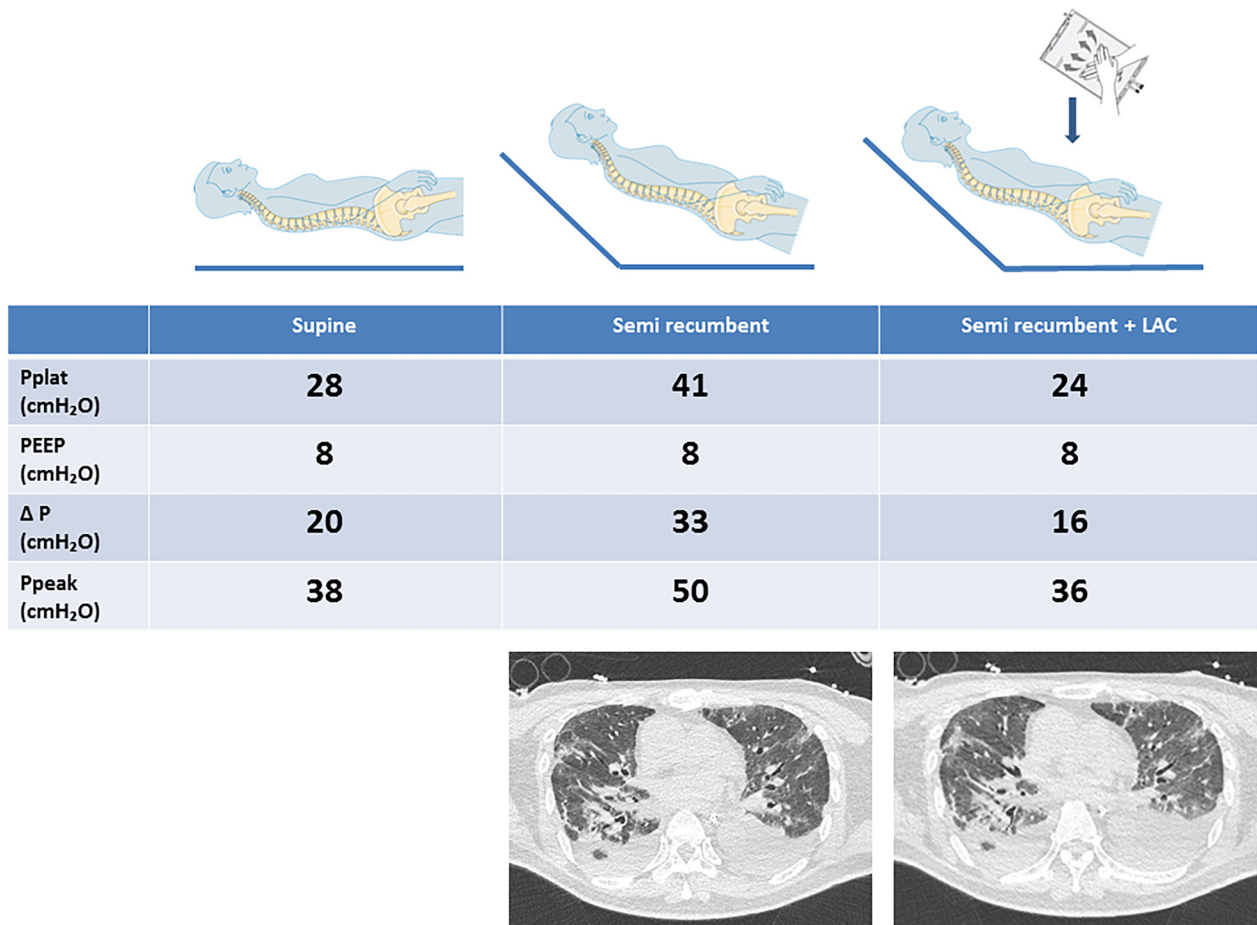 Supine Semi recumbent Semi recumbent + LAC
Pplat
(cmH₂O) 28 41 24
PEEP
(cmH₂O) 8 8 8
Δ P
(cmH₂O) 20 33 16
Ppeak
(cmH₂O) 38 50 36